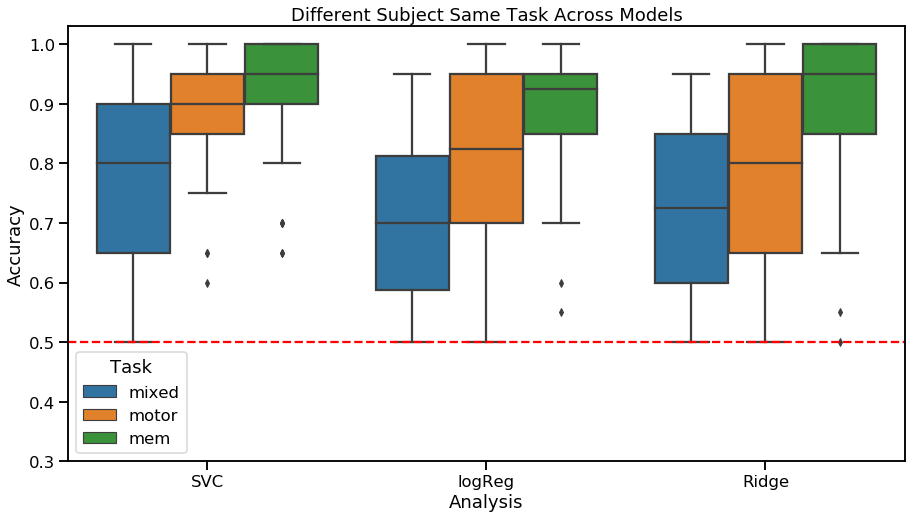 Different Subject Same Task Across Models
Accuracy
1.0
0.9
0.8
0.7
0.6
0.5
0.4
0.3
Task
mixed
motor
mem
SVC logReg Ridge
Analysis